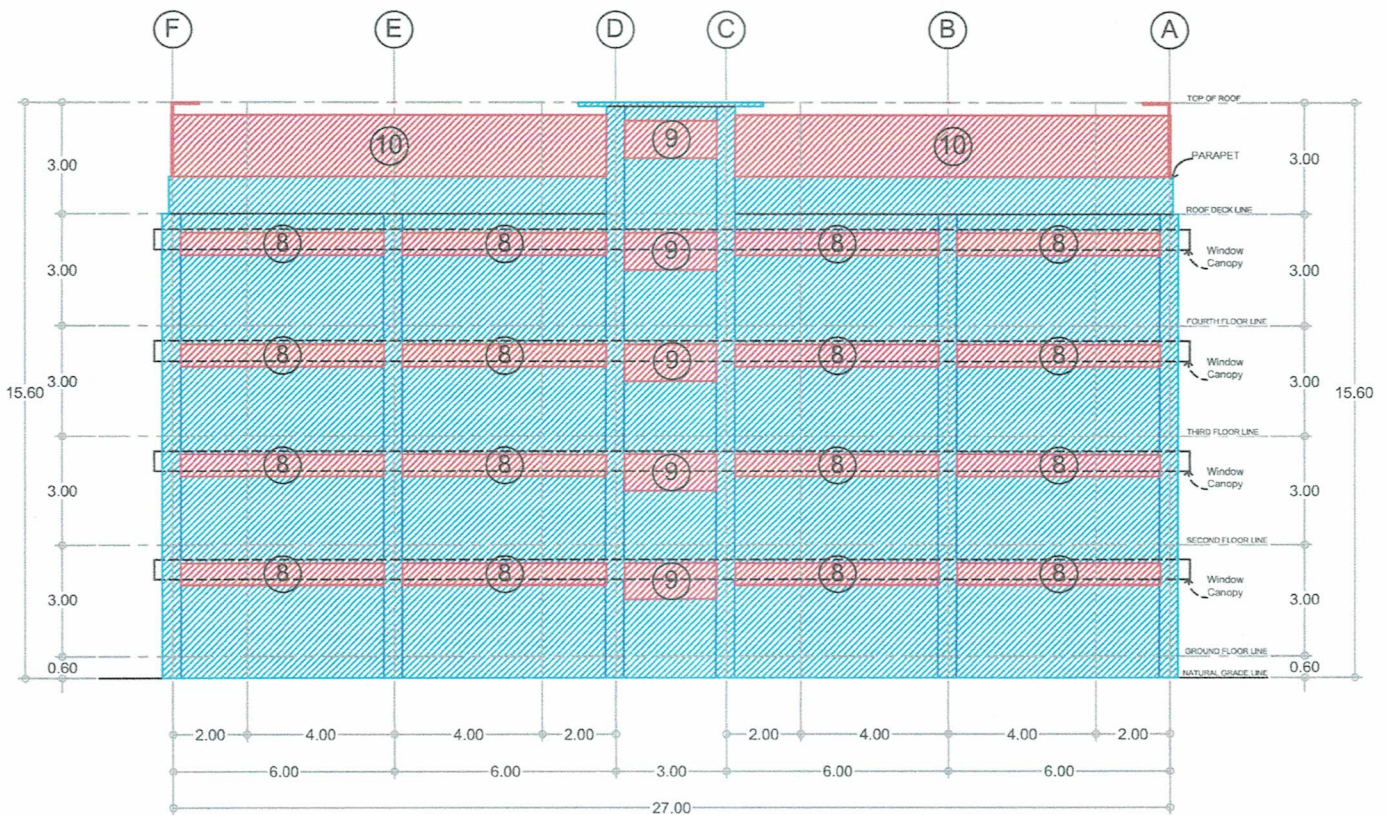 F E D C B A
TOP OF ROOF
10 9 10
3.00 3.00
PARAPET
ROOF DECK LINE
8 8 9 8 8
Window
Canopy
3.00 3.00
FOURTH FLOOR LINE
8 8 9 8 8
Window
Canopy
3.00 3.00
15.60 15.60
THIRD FLOOR LINE
8 8 9 8 8
Window
Canopy
3.00 3.00
SECOND FLOOR LINE
8 8 9 8 8
Window
Canopy
3.00 3.00
GROUND FLOOR LINE
0.60 0.60
NATURAL GRADE LINE
2.00 4.00 4.00 2.00 2.00 4.00 4.00 2.00
6.00 6.00 3.00 6.00 6.00
27.00